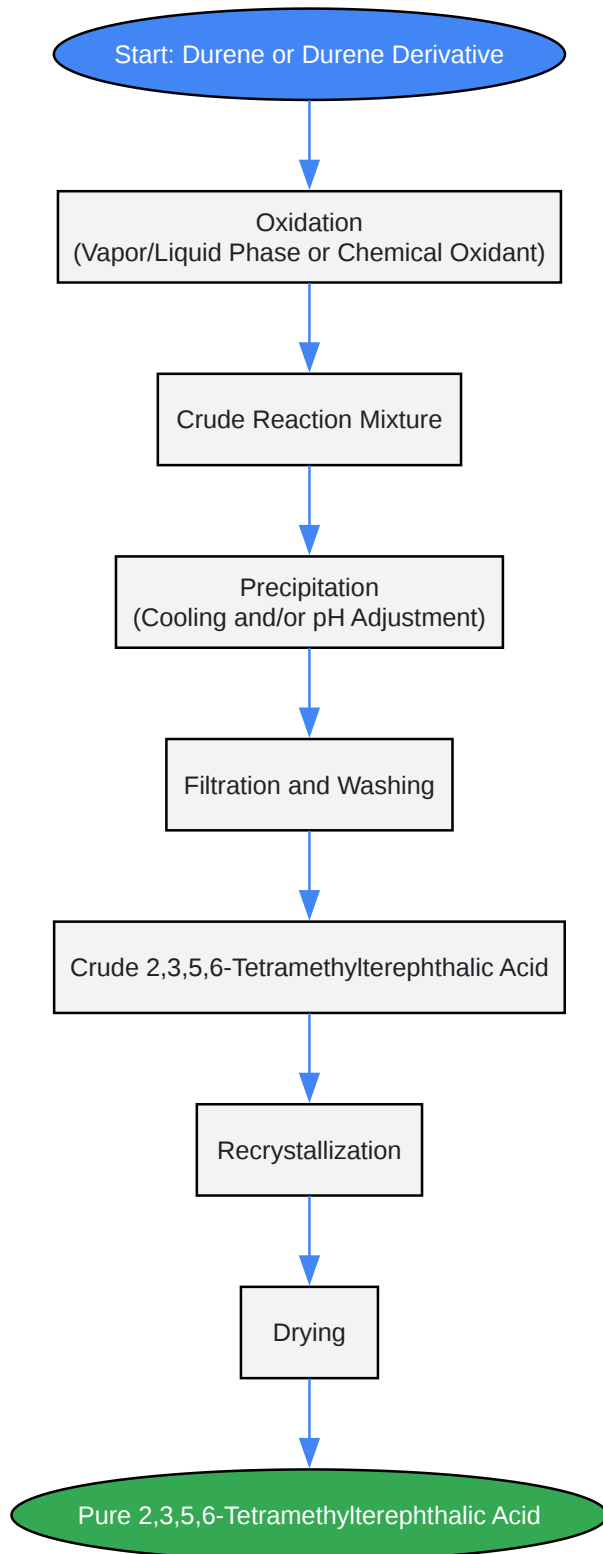 Start: Durene or Durene Derivative
Oxidation
(Vapor/Liquid Phase or Chemical Oxidant)
Crude Reaction Mixture
Precipitation
(Cooling and/or pH Adjustment)
Filtration and Washing
Crude 2,3,5,6-Tetramethylterephthalic Acid
Recrystallization
Drying
Pure 2,3,5,6-Tetramethylterephthalic Acid